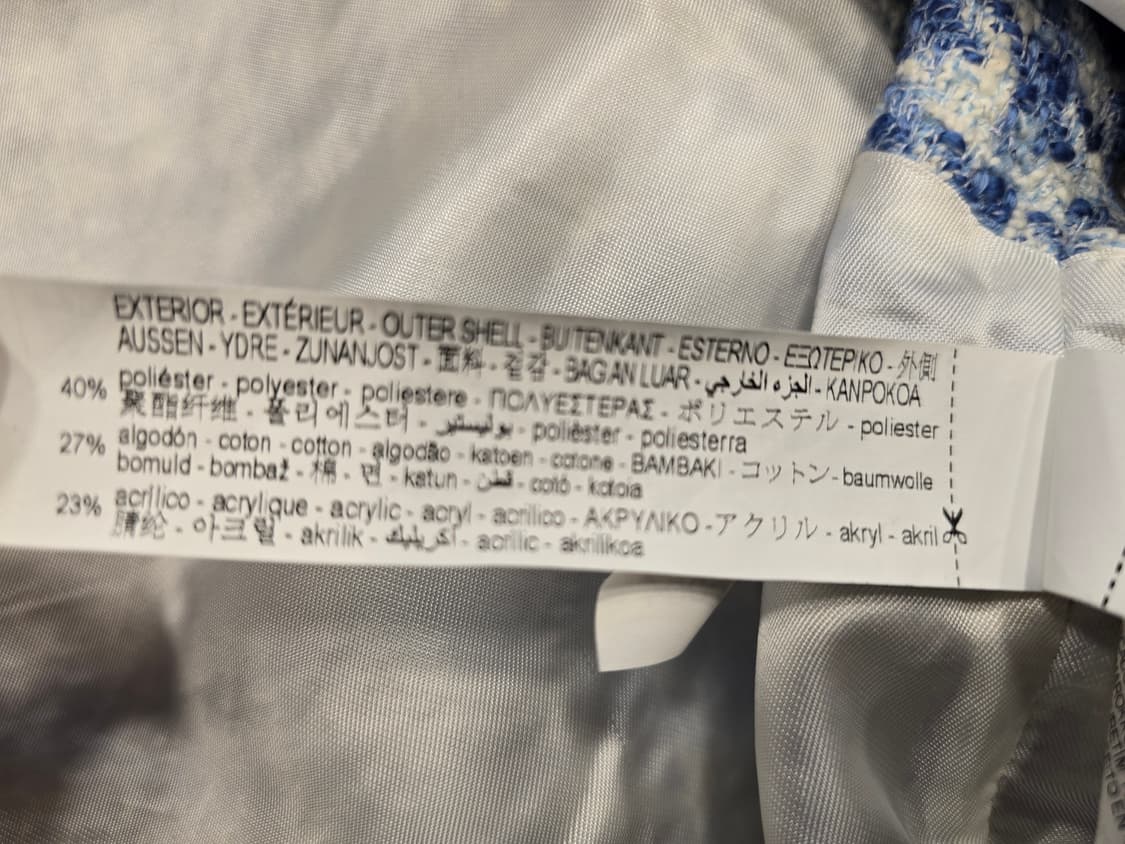 EXTERIOR - EXTÉRIEUR - OUTER SHELL - BUITENKANT - ESTERNO - ΕΞΩΤΕΡΙΚΟ - 外側
AUSSEN - YDRE - ZUNANJOST - 面料 - 겉감 - BAGAN LUAR - الجزء الخارجي - KANPOKOA
40% poliéster - polyester - poliestere - ΠΟΛΥΕΣΤΕΡΑΣ - ポリエステル - poliester
聚酯纤维 - 폴리에스터 - بوليستير - polièster - poliesterra
27% algodón - coton - cotton - algodão - katoen - cotone - ΒΑΜΒΑΚΙ - コットン - baumwolle
bomuld - bombaž - 棉 - 면 - katun - قطن - cotó - kotoia
23% acrílico - acrylique - acrylic - acryl - acrilico - ΑΚΡΥΛΙΚΟ - アクリル - akryl - akril
腈纶 - 아크릴 - akrilik - أكريليك - acrílic - akrilikoa